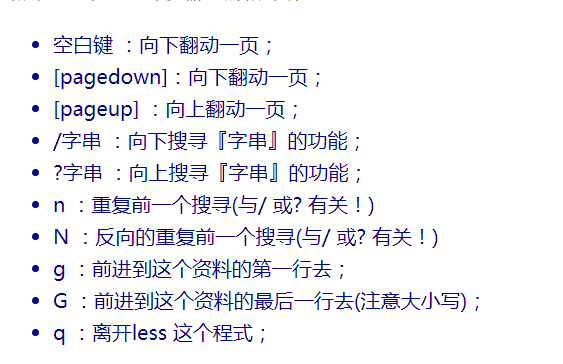 空白键 ：向下翻动一页；
[pagedown]：向下翻动一页；
[pageup] ：向上翻动一页；
/字串 ：向下搜寻『字串』的功能；
?字串 ：向上搜寻『字串』的功能；
n ：重复前一个搜寻(与/ 或? 有关！)
N ：反向的重复前一个搜寻(与/ 或? 有关！)
g ：前进到这个资料的第一行去；
G ：前进到这个资料的最后一行去(注意大小写)；
q ：离开less 这个程式；